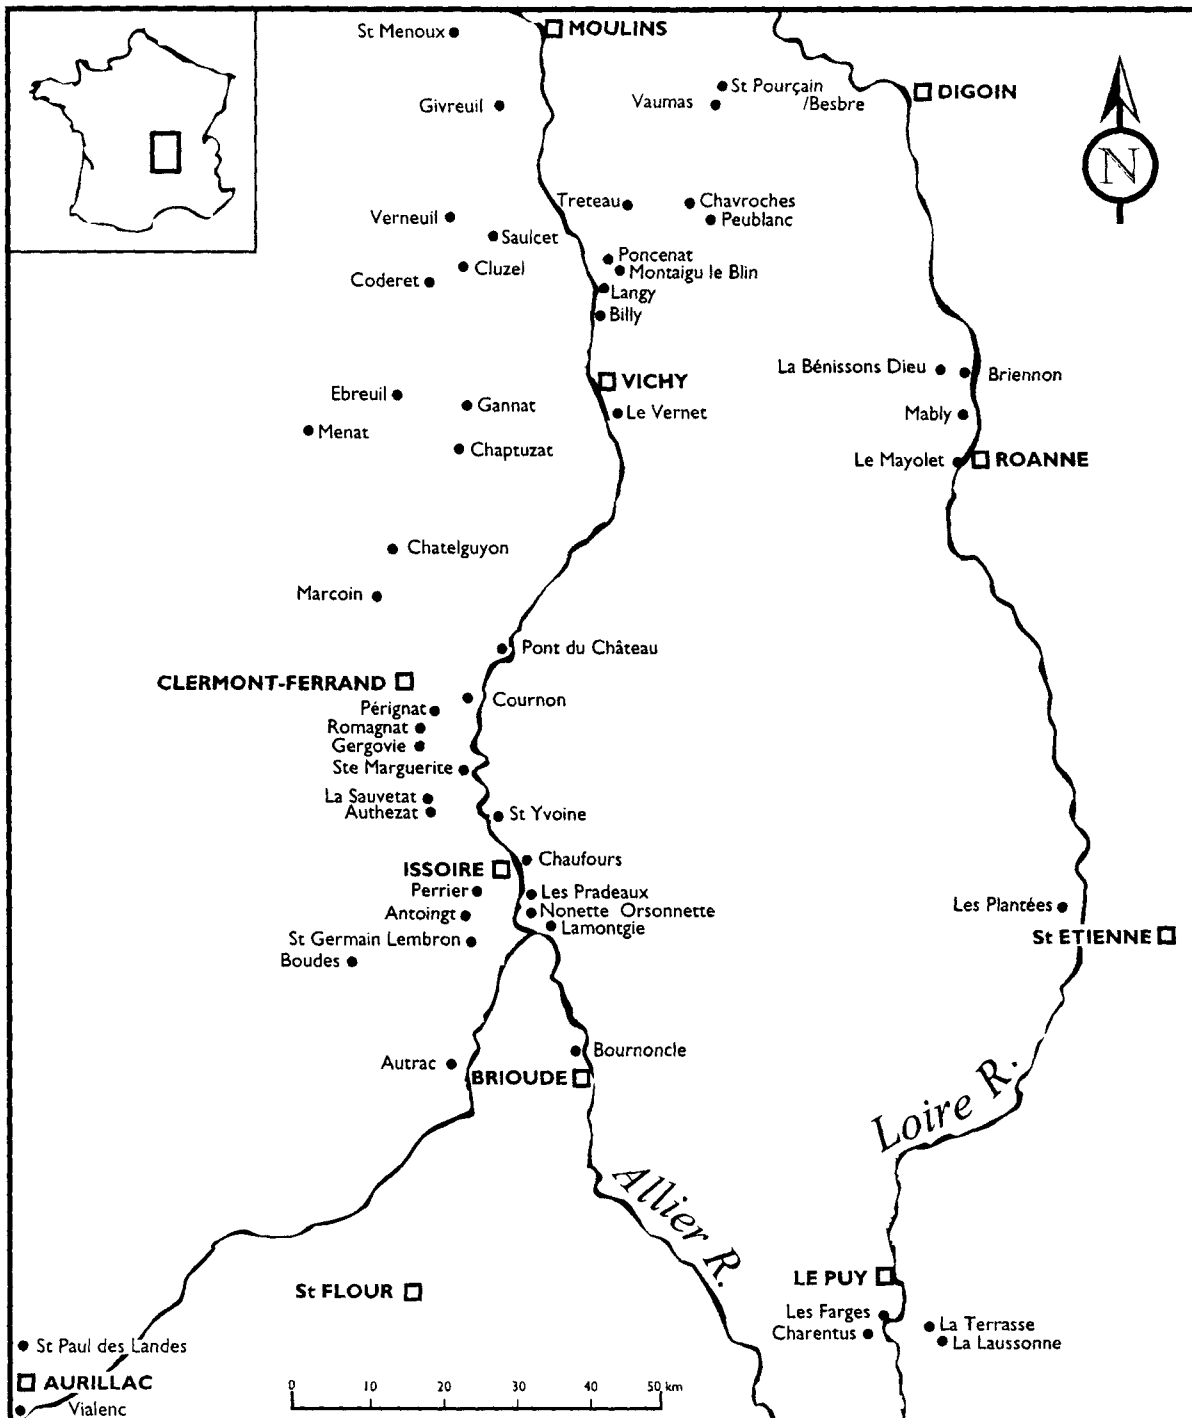 St Menoux
MOULINS
St Pourçain
/Besbre
DIGOIN
Givreuil
Vaumas
N
Treteau
Chavroches
Peublanc
Verneuil
Saulcet
Poncenat
Cluzel
Montaigu le Blin
Coderet
Langy
Billy
La Bénissons Dieu
Briennon
VICHY
Ebreuil
Gannat
Le Vernet
Mably
Menat
Chaptuzat
Le Mayolet
ROANNE
Chatelguyon
Marcoin
Pont du Château
CLERMONT-FERRAND
Cournon
Pérignat
Romagnat
Gergovie
Ste Marguerite
La Sauvetat
Authezat
St Yvoine
Chaufours
ISSOIRE
Perrier
Les Pradeaux
Antoingt
Nonette Orsonnette
Lamontgie
Les Plantées
St ETIENNE
St Germain Lembron
Boudes
Autrac
Bournoncle
BRIOUDE
Loire R.
Allier R.
St FLOUR
LE PUY
Les Farges
Charentus
La Terrasse
La Laussonne
St Paul des Landes
AURILLAC
Vialenc
0 10 20 30 40 50 km